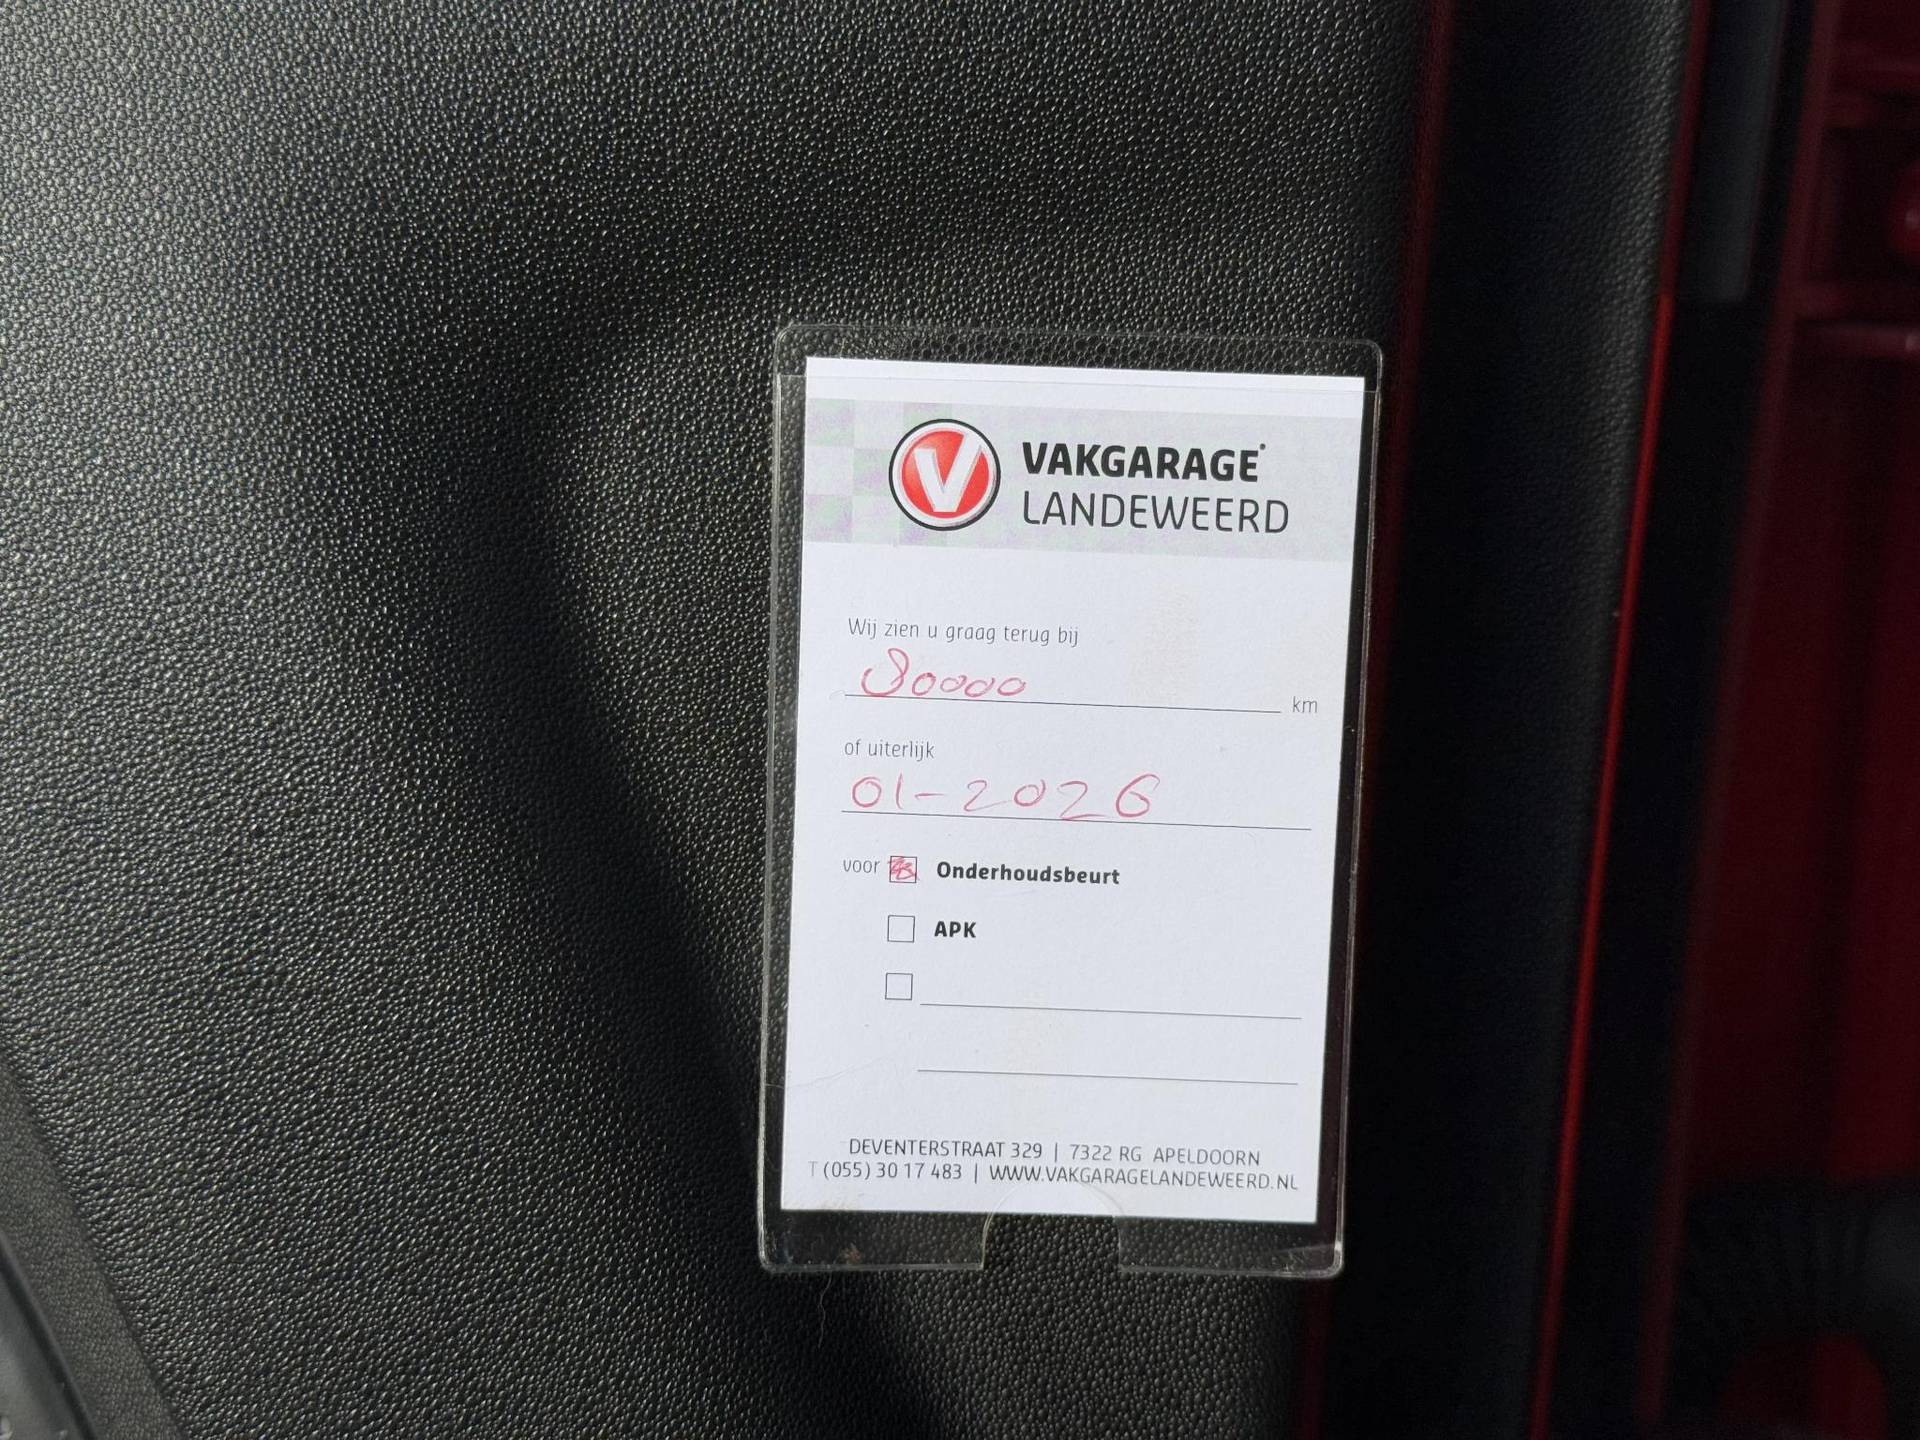 V VAKGARAGE
LANDEWEERD
Wij zien u graag terug bij
80000 km
of uiterlijk
01-2026
voor Onderhoudsbeurt
APK
DEVENTERSTRAAT 329 | 7322 RG APELDOORN
T (055) 30 17 483 | WWW.VAKGARAGELANDEWEERD.NL